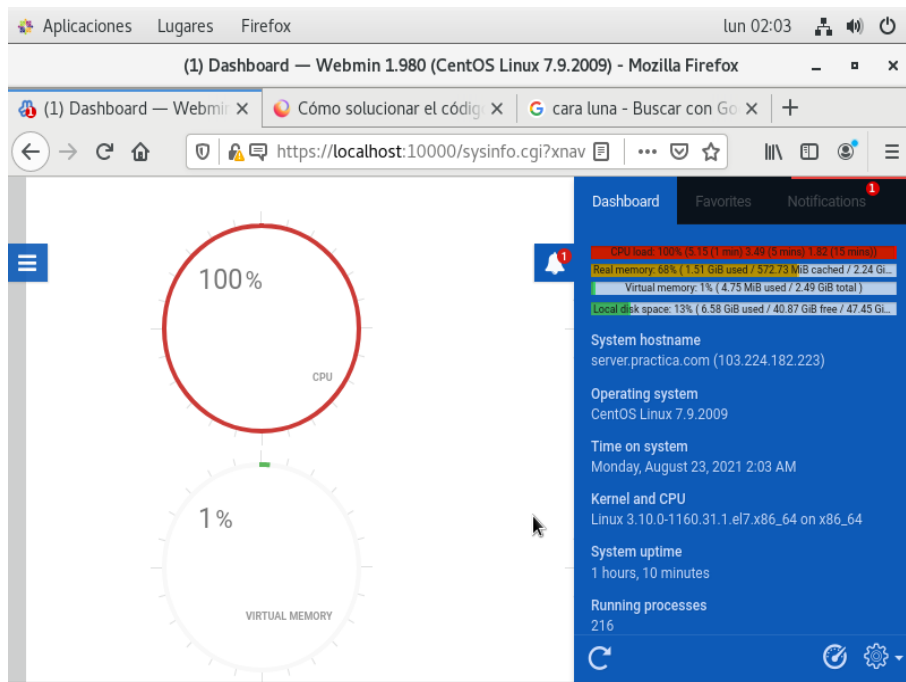 Aplicaciones Lugares Firefox lun 02:03
(1) Dashboard — Webmin 1.980 (CentOS Linux 7.9.2009) - Mozilla Firefox
(1) Dashboard — Webmin
Cómo solucionar el códig
cara luna - Buscar con Go
https://localhost:10000/sysinfo.cgi?xnav
Dashboard Favorites Notifications 1
100%
CPU
1
CPU load: 100% (5.15 (1 min) 3.49 (5 mins) 1.82 (15 mins))
Real memory: 68% ( 1.51 GiB used / 572.73 MiB cached / 2.24 Gi...
Virtual memory: 1% ( 4.75 MiB used / 2.49 GiB total )
Local disk space: 13% ( 6.58 GiB used / 40.87 GiB free / 47.45 Gi...
System hostname
server.practica.com (103.224.182.223)
Operating system
CentOS Linux 7.9.2009
Time on system
Monday, August 23, 2021 2:03 AM
Kernel and CPU
Linux 3.10.0-1160.31.1.el7.x86_64 on x86_64
System uptime
1 hours, 10 minutes
Running processes
216
1%
VIRTUAL MEMORY